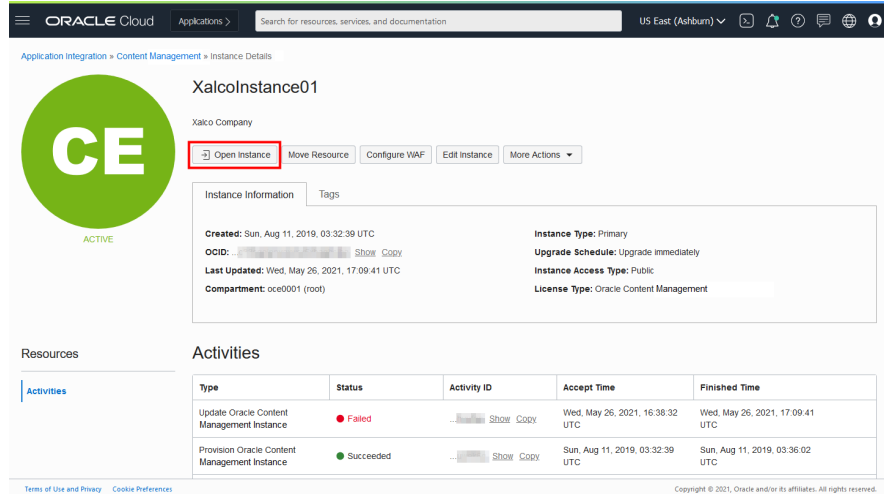 ORACLE Cloud
Applications >
Search for resources, services, and documentation
US East (Ashburn)
Application Integration » Content Management » Instance Details
CE
ACTIVE
XalcoInstance01
Xalco Company
Open Instance
Move Resource
Configure WAF
Edit Instance
More Actions
Instance Information
Tags
Created: Sun, Aug 11, 2019, 03:32:39 UTC
OCID: ... Show Copy
Last Updated: Wed, May 26, 2021, 17:09:41 UTC
Compartment: oce0001 (root)
Instance Type: Primary
Upgrade Schedule: Upgrade immediately
Instance Access Type: Public
License Type: Oracle Content Management
Resources
Activities
Activities
Type Status Activity ID Accept Time Finished Time
Update Oracle Content Management Instance Failed ... Show Copy Wed, May 26, 2021, 16:38:32 UTC Wed, May 26, 2021, 17:09:41 UTC
Provision Oracle Content Management Instance Succeeded ... Show Copy Sun, Aug 11, 2019, 03:32:39 UTC Sun, Aug 11, 2019, 03:36:02 UTC
Terms of Use and Privacy Cookie Preferences
Copyright © 2021, Oracle and/or its affiliates. All rights reserved.